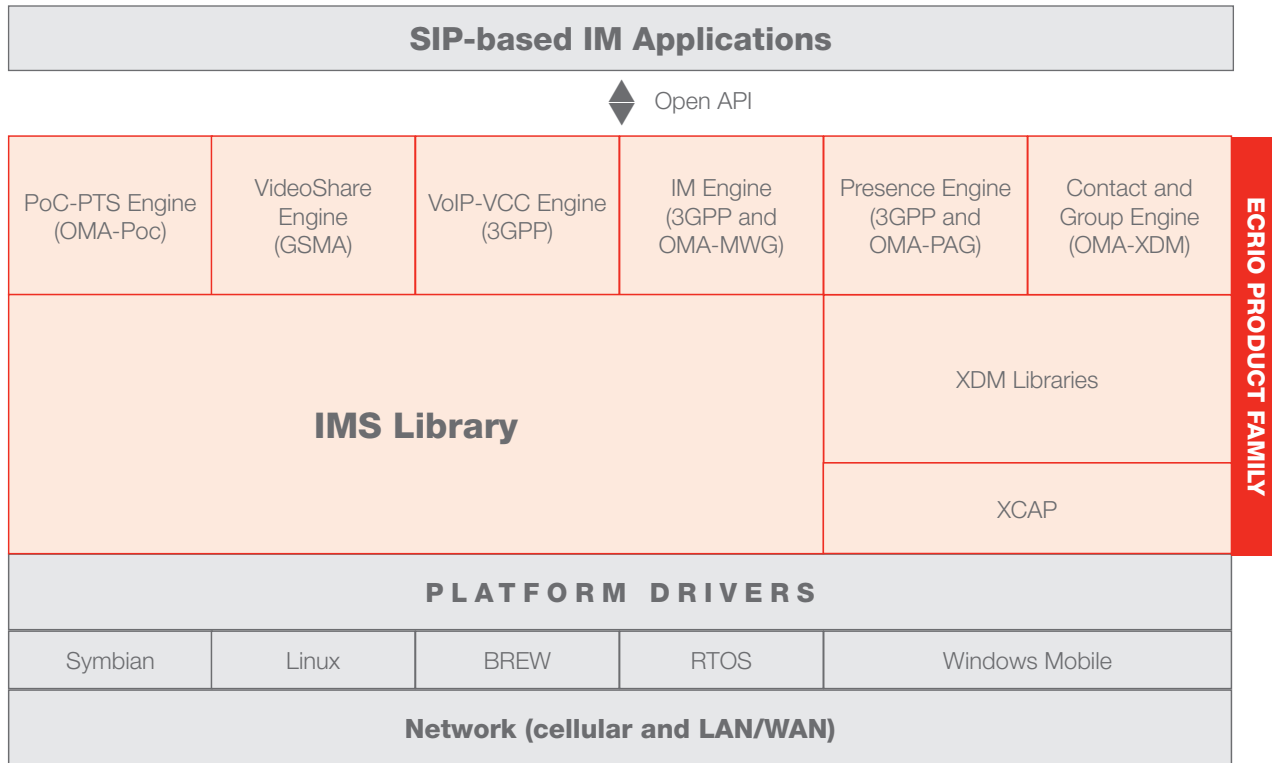 SIP-based IM Applications
Open API
PoC-PTS Engine
(OMA-Poc)
VideoShare
Engine
(GSMA)
VoIP-VCC Engine
(3GPP)
IM Engine
(3GPP and
OMA-MWG)
Presence Engine
(3GPP and
OMA-PAG)
Contact and
Group Engine
(OMA-XDM)
ECRIO PRODUCT FAMILY
IMS Library
XDM Libraries
XCAP
PLATFORM DRIVERS
Symbian
Linux
BREW
RTOS
Windows Mobile
Network (cellular and LAN/WAN)